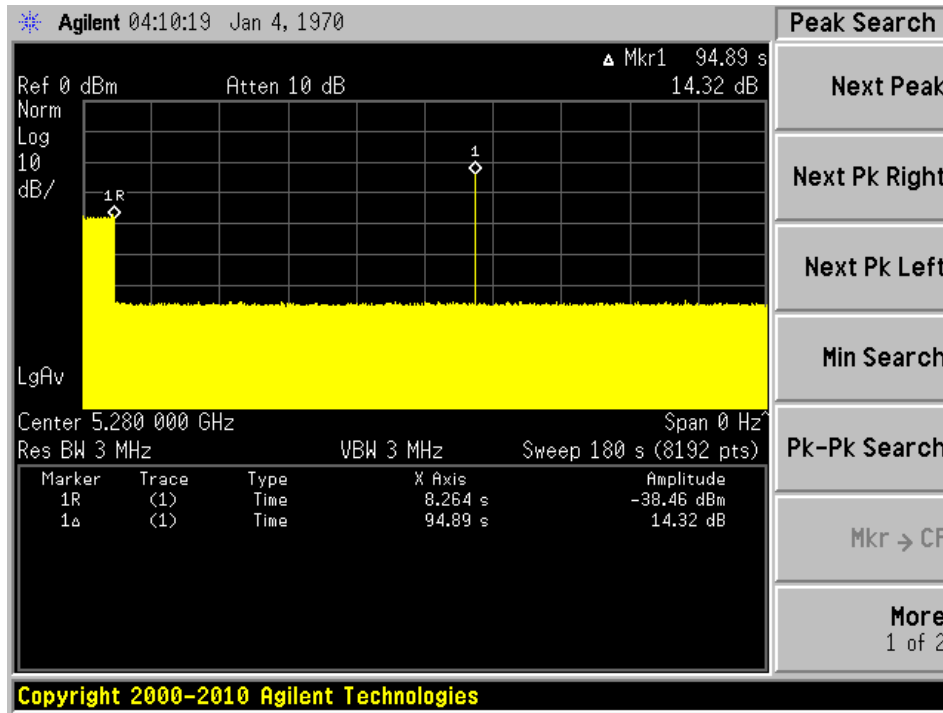 Agilent 04:10:19 Jan 4, 1970
Peak Search
Δ Mkr1 94.89 s
Ref 0 dBm Atten 10 dB 14.32 dB
Norm
Log
10
dB/
1R
1
LgAv
Center 5.280 000 GHz Span 0 Hz^
Res BW 3 MHz VBW 3 MHz Sweep 180 s (8192 pts)
Marker Trace Type X Axis Amplitude
1R (1) Time 8.264 s -38.46 dBm
1Δ (1) Time 94.89 s 14.32 dB
Next Peak
Next Pk Right
Next Pk Left
Min Search
Pk-Pk Search
Mkr → CF
More
1 of 2
Copyright 2000-2010 Agilent Technologies